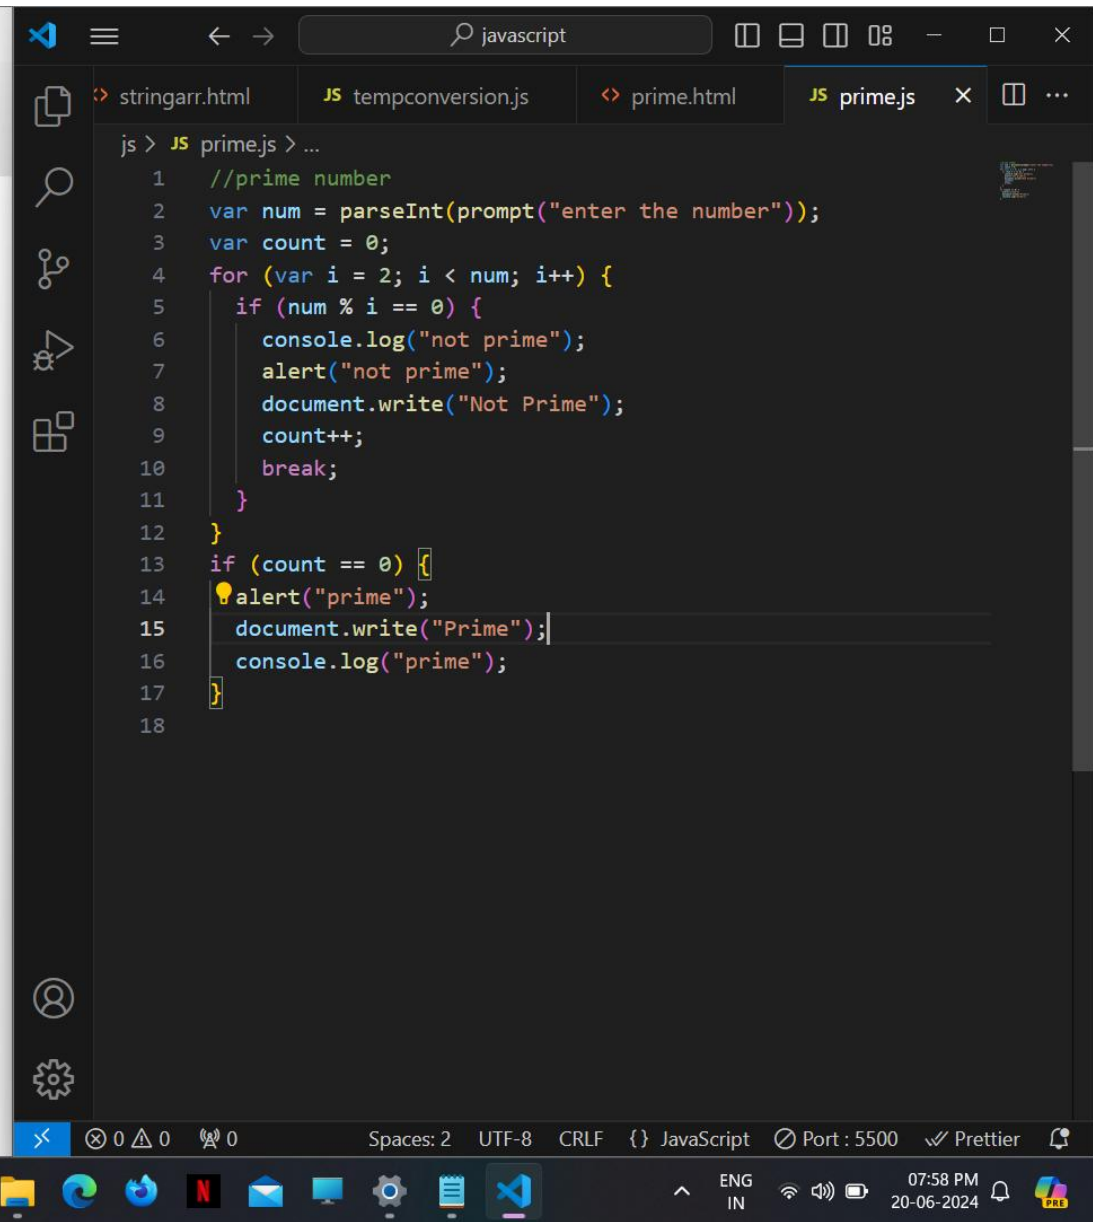 javascript
stringarr.html JS tempconversion.js prime.html JS prime.js
js > JS prime.js > ...
1 //prime number
2 var num = parseInt(prompt("enter the number"));
3 var count = 0;
4 for (var i = 2; i < num; i++) {
5   if (num % i == 0) {
6     console.log("not prime");
7     alert("not prime");
8     document.write("Not Prime");
9     count++;
10     break;
11   }
12 }
13 if (count == 0) {
14   alert("prime");
15   document.write("Prime");
16   console.log("prime");
17 }
18
0 0 0 Spaces: 2 UTF-8 CRLF {} JavaScript Port : 5500 Prettier
N ENG 07:58 PM
IN 20-06-2024 PRE